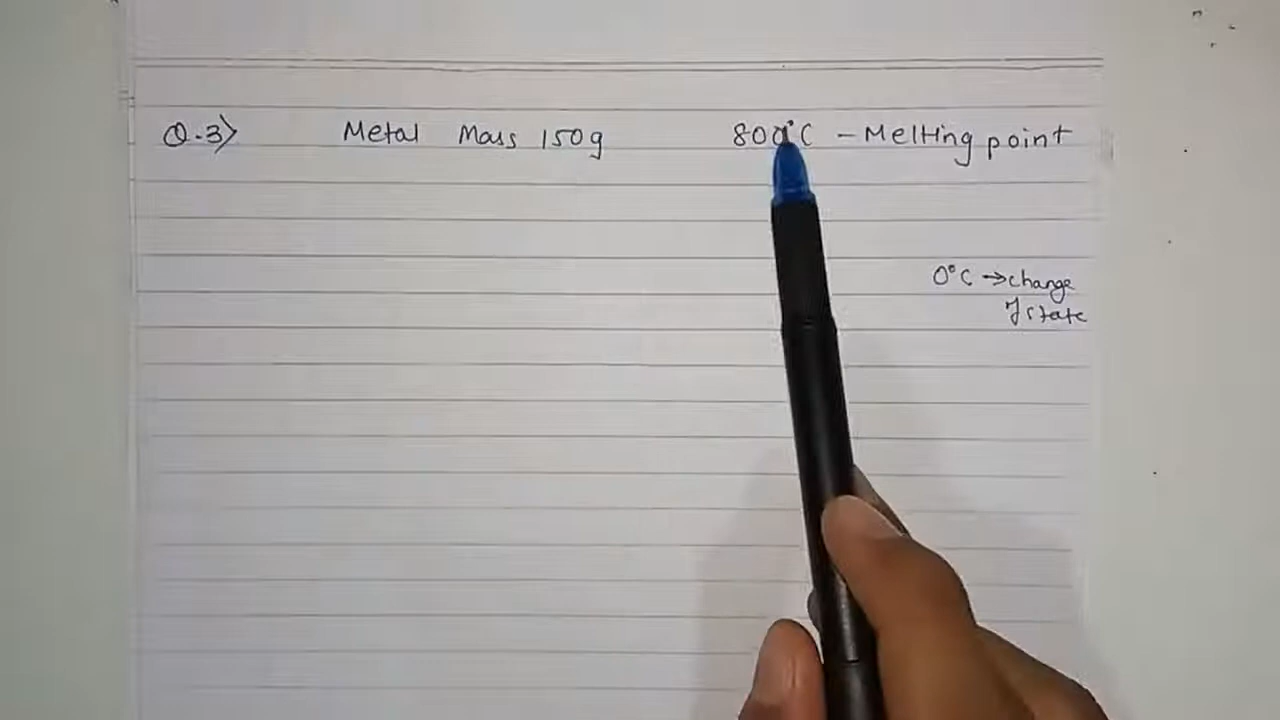 Q.3) Metal Mass 150g 800°C - Melting point
0°C → change
of state